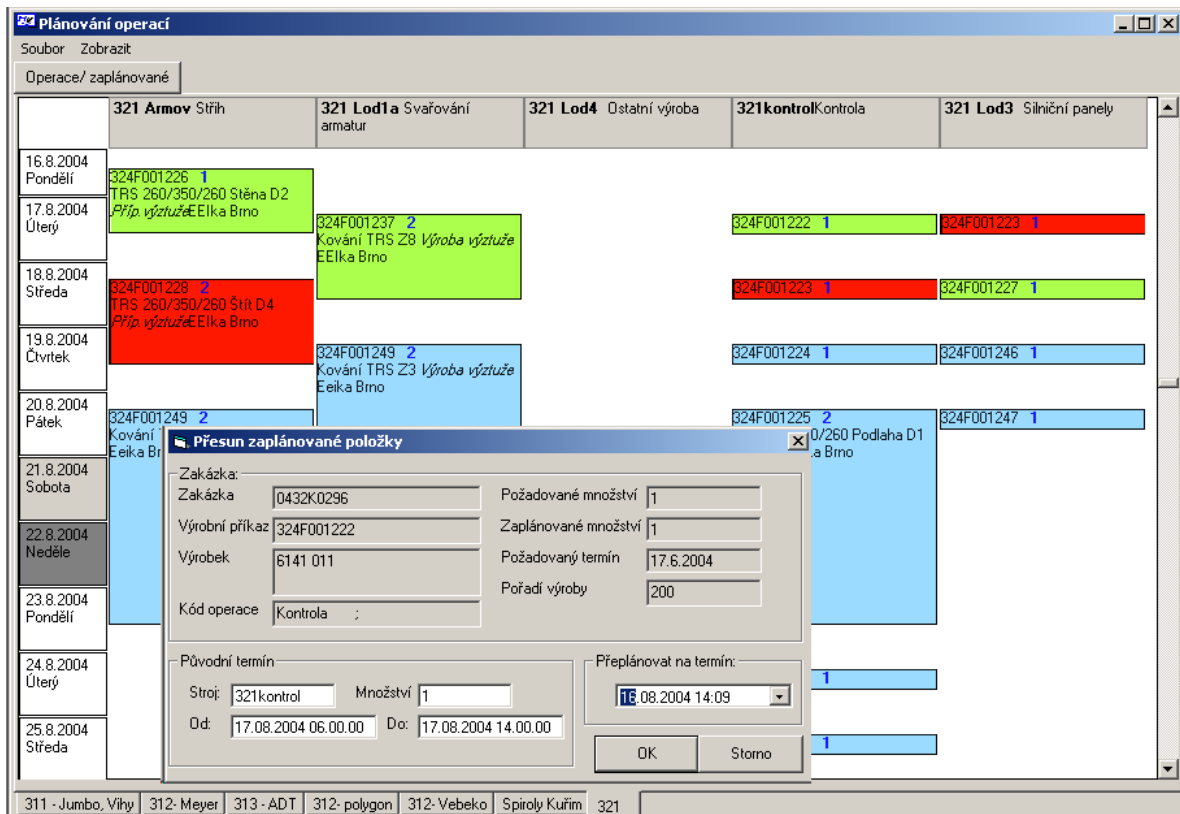 Plánování operací
Soubor Zobrazit
Operace/ zaplánované
321 Armov Střih
321 Lod1a Svařování
armatur
321 Lod4 Ostatní výroba
321kontrolKontrola
321 Lod3 Silniční panely
16.8.2004
Pondělí
17.8.2004
Úterý
18.8.2004
Středa
19.8.2004
Čtvrtek
20.8.2004
Pátek
21.8.2004
Sobota
22.8.2004
Neděle
23.8.2004
Pondělí
24.8.2004
Úterý
25.8.2004
Středa
324F001226 1
TRS 260/350/260 Stěna D2
Příp. výztužeEElka Brno
324F001228 2
TRS 260/350/260 Štít D4
Příp. výztužeEElka Brno
324F001249 2
Kování
Eeika Br
324F001237 2
Kování TRS Z8 Výroba výztuže
EElka Brno
324F001249 2
Kování TRS Z3 Výroba výztuže
Eeika Brno
324F001222 1
324F001223 1
324F001224 1
324F001225 2
0/260 Podlaha D1
a Brno
1
1
324F001223 1
324F001227 1
324F001246 1
324F001247 1
Přesun zaplánované položky
Zakázka:
Zakázka 0432K0296
Výrobní příkaz 324F001222
Výrobek 6141 011
Kód operace Kontrola ;
Požadované množství 1
Zaplánované množství 1
Požadovaný termín 17.6.2004
Pořadí výroby 200
Původní termín
Stroj: 321kontrol Množství 1
Od: 17.08.2004 06.00.00 Do: 17.08.2004 14.00.00
Přeplánovat na termín:
16.08.2004 14:09
OK Storno
311 - Jumbo, Vihy 312- Meyer 313 - ADT 312- polygon 312- Vebeko Spiroly Kuřim 321